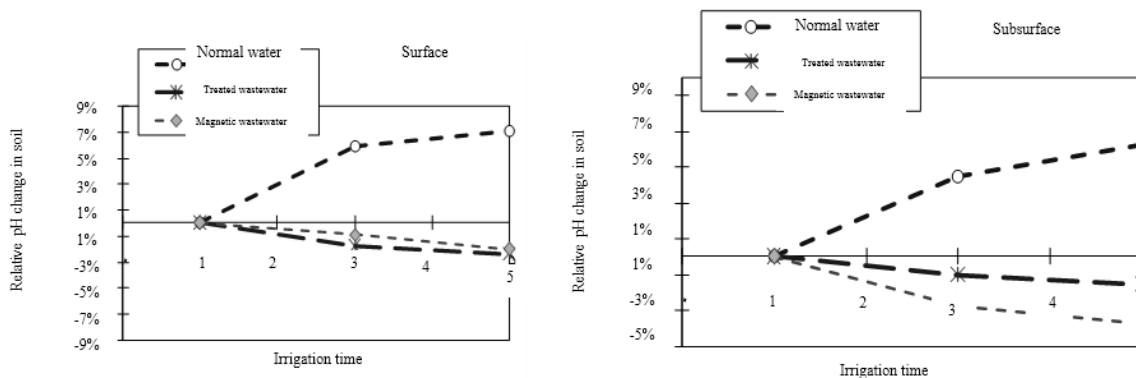 Normal water
Surface
Treated wastewater
Magnetic wastewater
9%
7%
5%
3%
1%
1%
-3%
-5%
-7%
-9%
1
2
3
4
5
Relative pH change in soil
Irrigation time
Normal water
Subsurface
Treated wastewater
Magnetic wastewater
9%
7%
5%
3%
1%
1%
-3%
-5%
1
2
3
4
Relative pH change in soil
Irrigation time